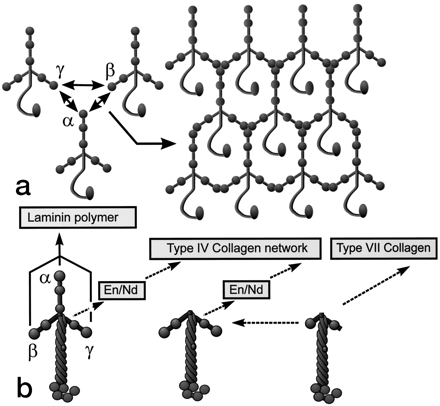 γ β
α
a
Laminin polymer
Type IV Collagen network
Type VII Collagen
α
En/Nd
En/Nd
β γ
b